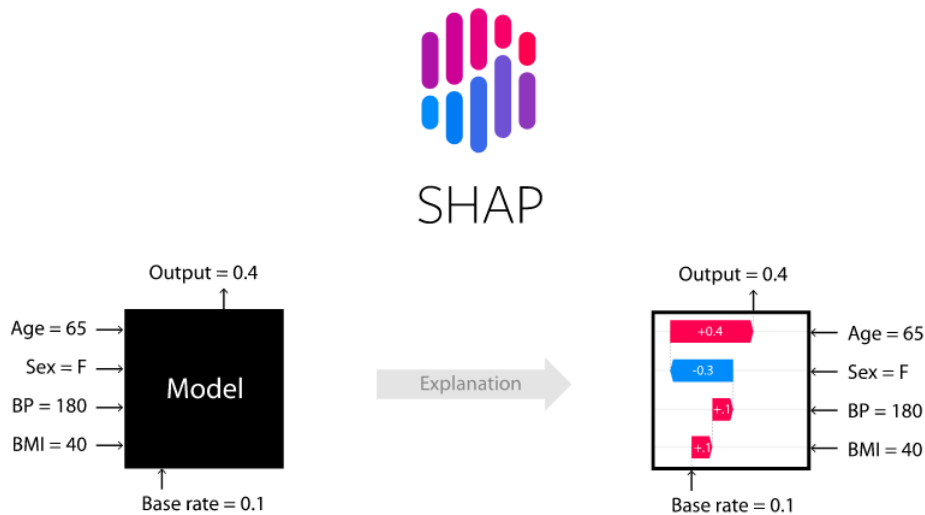 SHAP
Output = 0.4
Age = 65
Sex = F
BP = 180
BMI = 40
Model
Base rate = 0.1
Explanation
Output = 0.4
+0.4
Age = 65
-0.3
Sex = F
+.1
BP = 180
+.1
BMI = 40
Base rate = 0.1